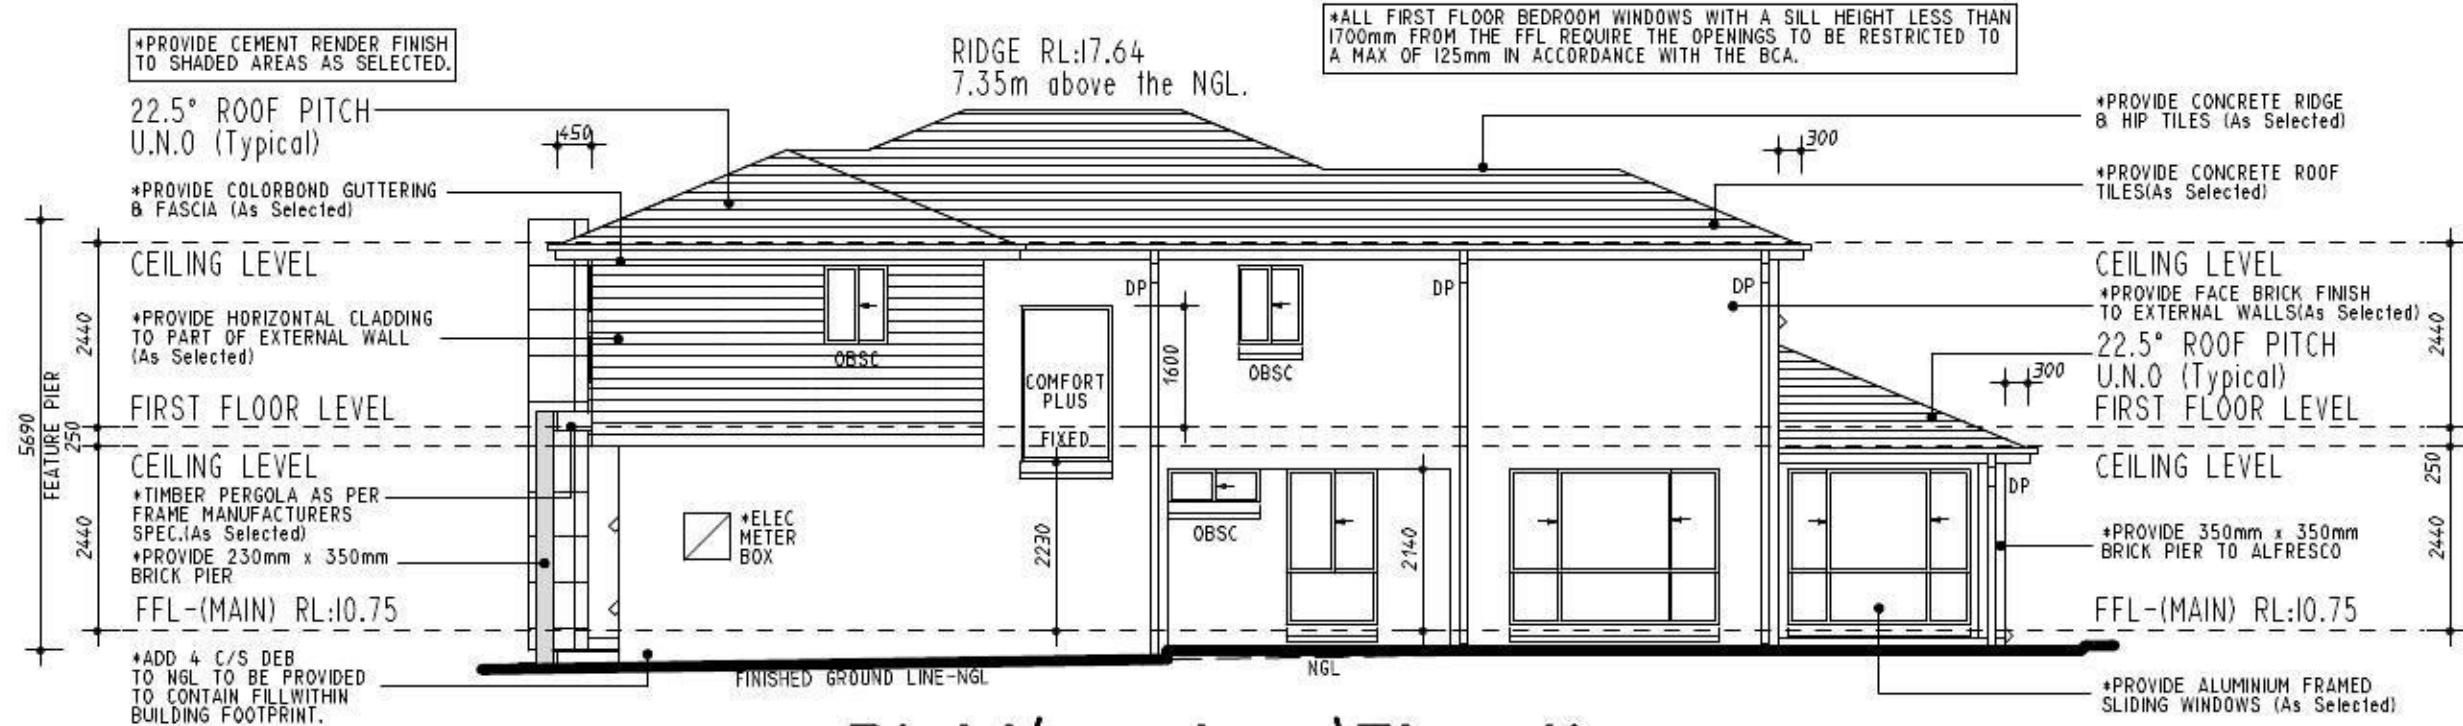 *PROVIDE CEMENT RENDER FINISH
TO SHADED AREAS AS SELECTED.
RIDGE RL:17.64
7.35m above the NGL.
*ALL FIRST FLOOR BEDROOM WINDOWS WITH A SILL HEIGHT LESS THAN
1700mm FROM THE FFL REQUIRE THE OPENINGS TO BE RESTRICTED TO
A MAX OF 125mm IN ACCORDANCE WITH THE BCA.
22.5° ROOF PITCH
U.N.O (Typical)
450
300
*PROVIDE CONCRETE RIDGE
& HIP TILES (As Selected)
*PROVIDE COLORBOND GUTTERING
& FASCIA (As Selected)
*PROVIDE CONCRETE ROOF
TILES(As Selected)
CEILING LEVEL
*PROVIDE HORIZONTAL CLADDING
TO PART OF EXTERNAL WALL
(As Selected)
FIRST FLOOR LEVEL
CEILING LEVEL
*TIMBER PERGOLA AS PER
FRAME MANUFACTURERS
SPEC.(As Selected)
*PROVIDE 230mm x 350mm
BRICK PIER
FFL-(MAIN) RL:10.75
*ADD 4 C/S DEB
TO NGL TO BE PROVIDED
TO CONTAIN FILLWITHIN
BUILDING FOOTPRINT.
5690
FEATURE PIER
2440
250
2440
OBSC
COMFORT
PLUS
FIXED
DP
1600
OBSC
DP
DP
*ELEC
METER
BOX
2230
OBSC
2140
DP
300
FINISHED GROUND LINE-NGL
NGL
CEILING LEVEL
*PROVIDE FACE BRICK FINISH
TO EXTERNAL WALLS(As Selected)
22.5° ROOF PITCH
U.N.O (Typical)
FIRST FLOOR LEVEL
CEILING LEVEL
*PROVIDE 350mm x 350mm
BRICK PIER TO ALFRESCO
FFL-(MAIN) RL:10.75
*PROVIDE ALUMINIUM FRAMED
SLIDING WINDOWS (As Selected)
2440
250
2440